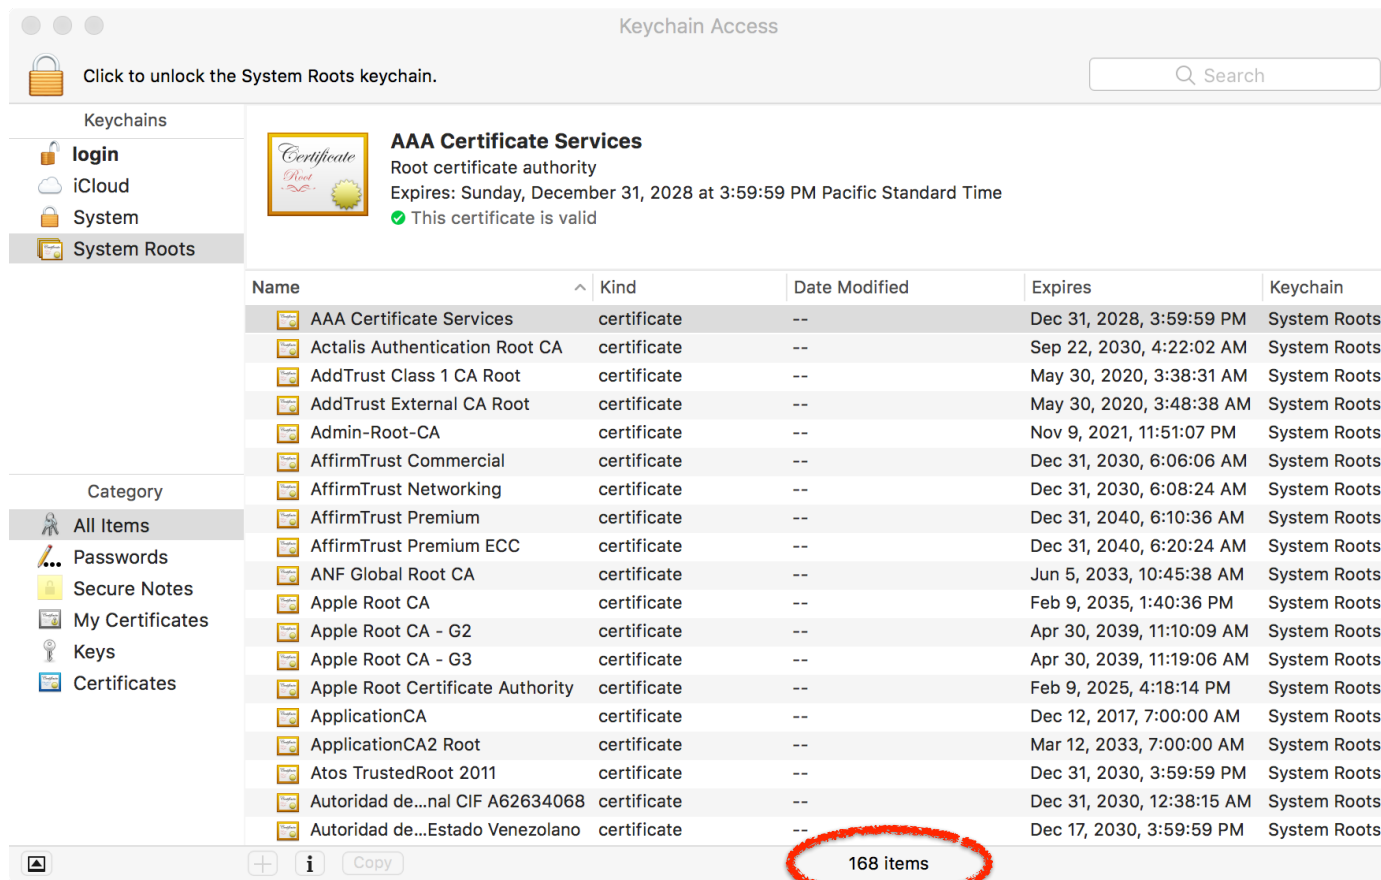 Keychain Access
Click to unlock the System Roots keychain.
Search
Keychains
login
iCloud
System
System Roots
Category
All Items
Passwords
Secure Notes
My Certificates
Keys
Certificates
Certificate
Root
AAA Certificate Services
Root certificate authority
Expires: Sunday, December 31, 2028 at 3:59:59 PM Pacific Standard Time
This certificate is valid
Name Kind Date Modified Expires Keychain
AAA Certificate Services certificate -- Dec 31, 2028, 3:59:59 PM System Roots
Actalis Authentication Root CA certificate -- Sep 22, 2030, 4:22:02 AM System Roots
AddTrust Class 1 CA Root certificate -- May 30, 2020, 3:38:31 AM System Roots
AddTrust External CA Root certificate -- May 30, 2020, 3:48:38 AM System Roots
Admin-Root-CA certificate -- Nov 9, 2021, 11:51:07 PM System Roots
AffirmTrust Commercial certificate -- Dec 31, 2030, 6:06:06 AM System Roots
AffirmTrust Networking certificate -- Dec 31, 2030, 6:08:24 AM System Roots
AffirmTrust Premium certificate -- Dec 31, 2040, 6:10:36 AM System Roots
AffirmTrust Premium ECC certificate -- Dec 31, 2040, 6:20:24 AM System Roots
ANF Global Root CA certificate -- Jun 5, 2033, 10:45:38 AM System Roots
Apple Root CA certificate -- Feb 9, 2035, 1:40:36 PM System Roots
Apple Root CA - G2 certificate -- Apr 30, 2039, 11:10:09 AM System Roots
Apple Root CA - G3 certificate -- Apr 30, 2039, 11:19:06 AM System Roots
Apple Root Certificate Authority certificate -- Feb 9, 2025, 4:18:14 PM System Roots
ApplicationCA certificate -- Dec 12, 2017, 7:00:00 AM System Roots
ApplicationCA2 Root certificate -- Mar 12, 2033, 7:00:00 AM System Roots
Atos TrustedRoot 2011 certificate -- Dec 31, 2030, 3:59:59 PM System Roots
Autoridad de...nal CIF A62634068 certificate -- Dec 31, 2030, 12:38:15 AM System Roots
Autoridad de...Estado Venezolano certificate -- Dec 17, 2030, 3:59:59 PM System Roots
Copy
168 items